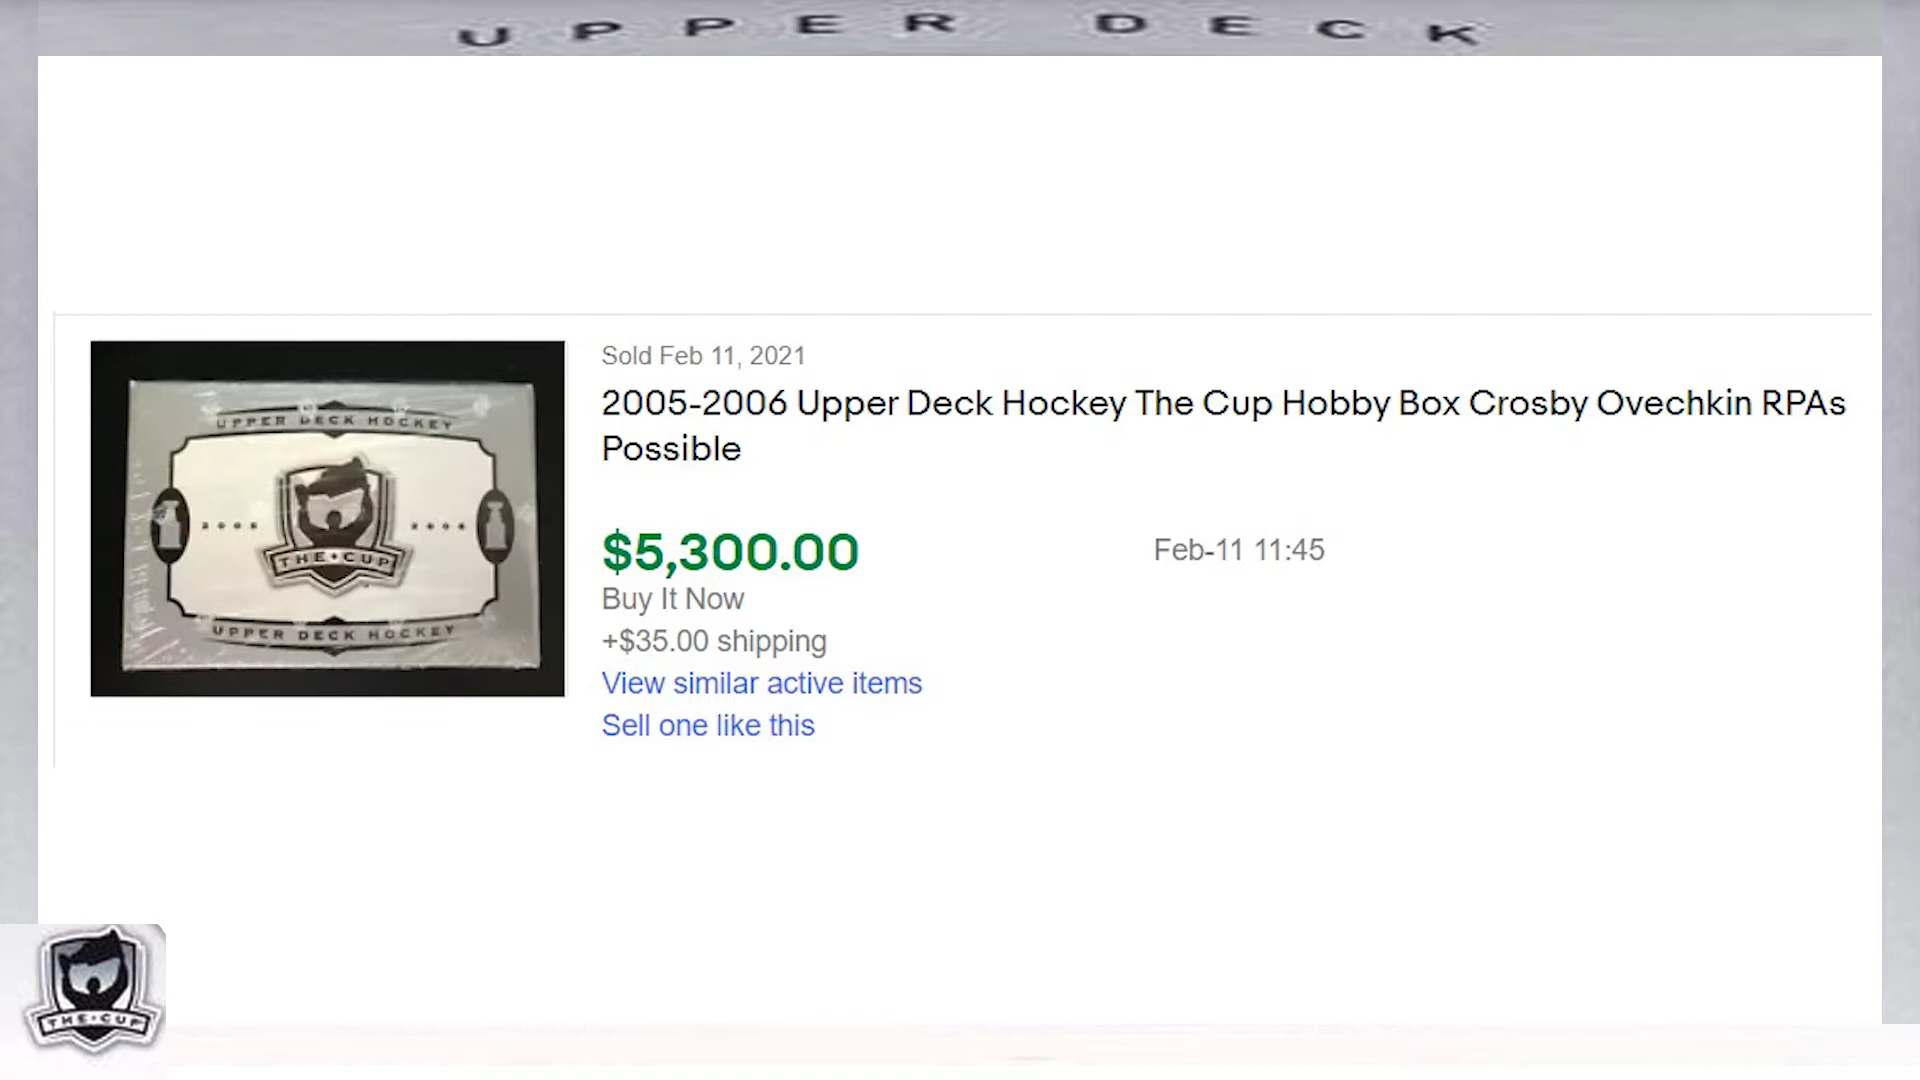 UPPER DECK
Sold Feb 11, 2021
2005-2006 Upper Deck Hockey The Cup Hobby Box Crosby Ovechkin RPAs
Possible
UPPER DECK HOCKEY
2005 2006
THE CUP
UPPER DECK HOCKEY
$5,300.00
Feb-11 11:45
Buy It Now
+$35.00 shipping
View similar active items
Sell one like this
THE CUP